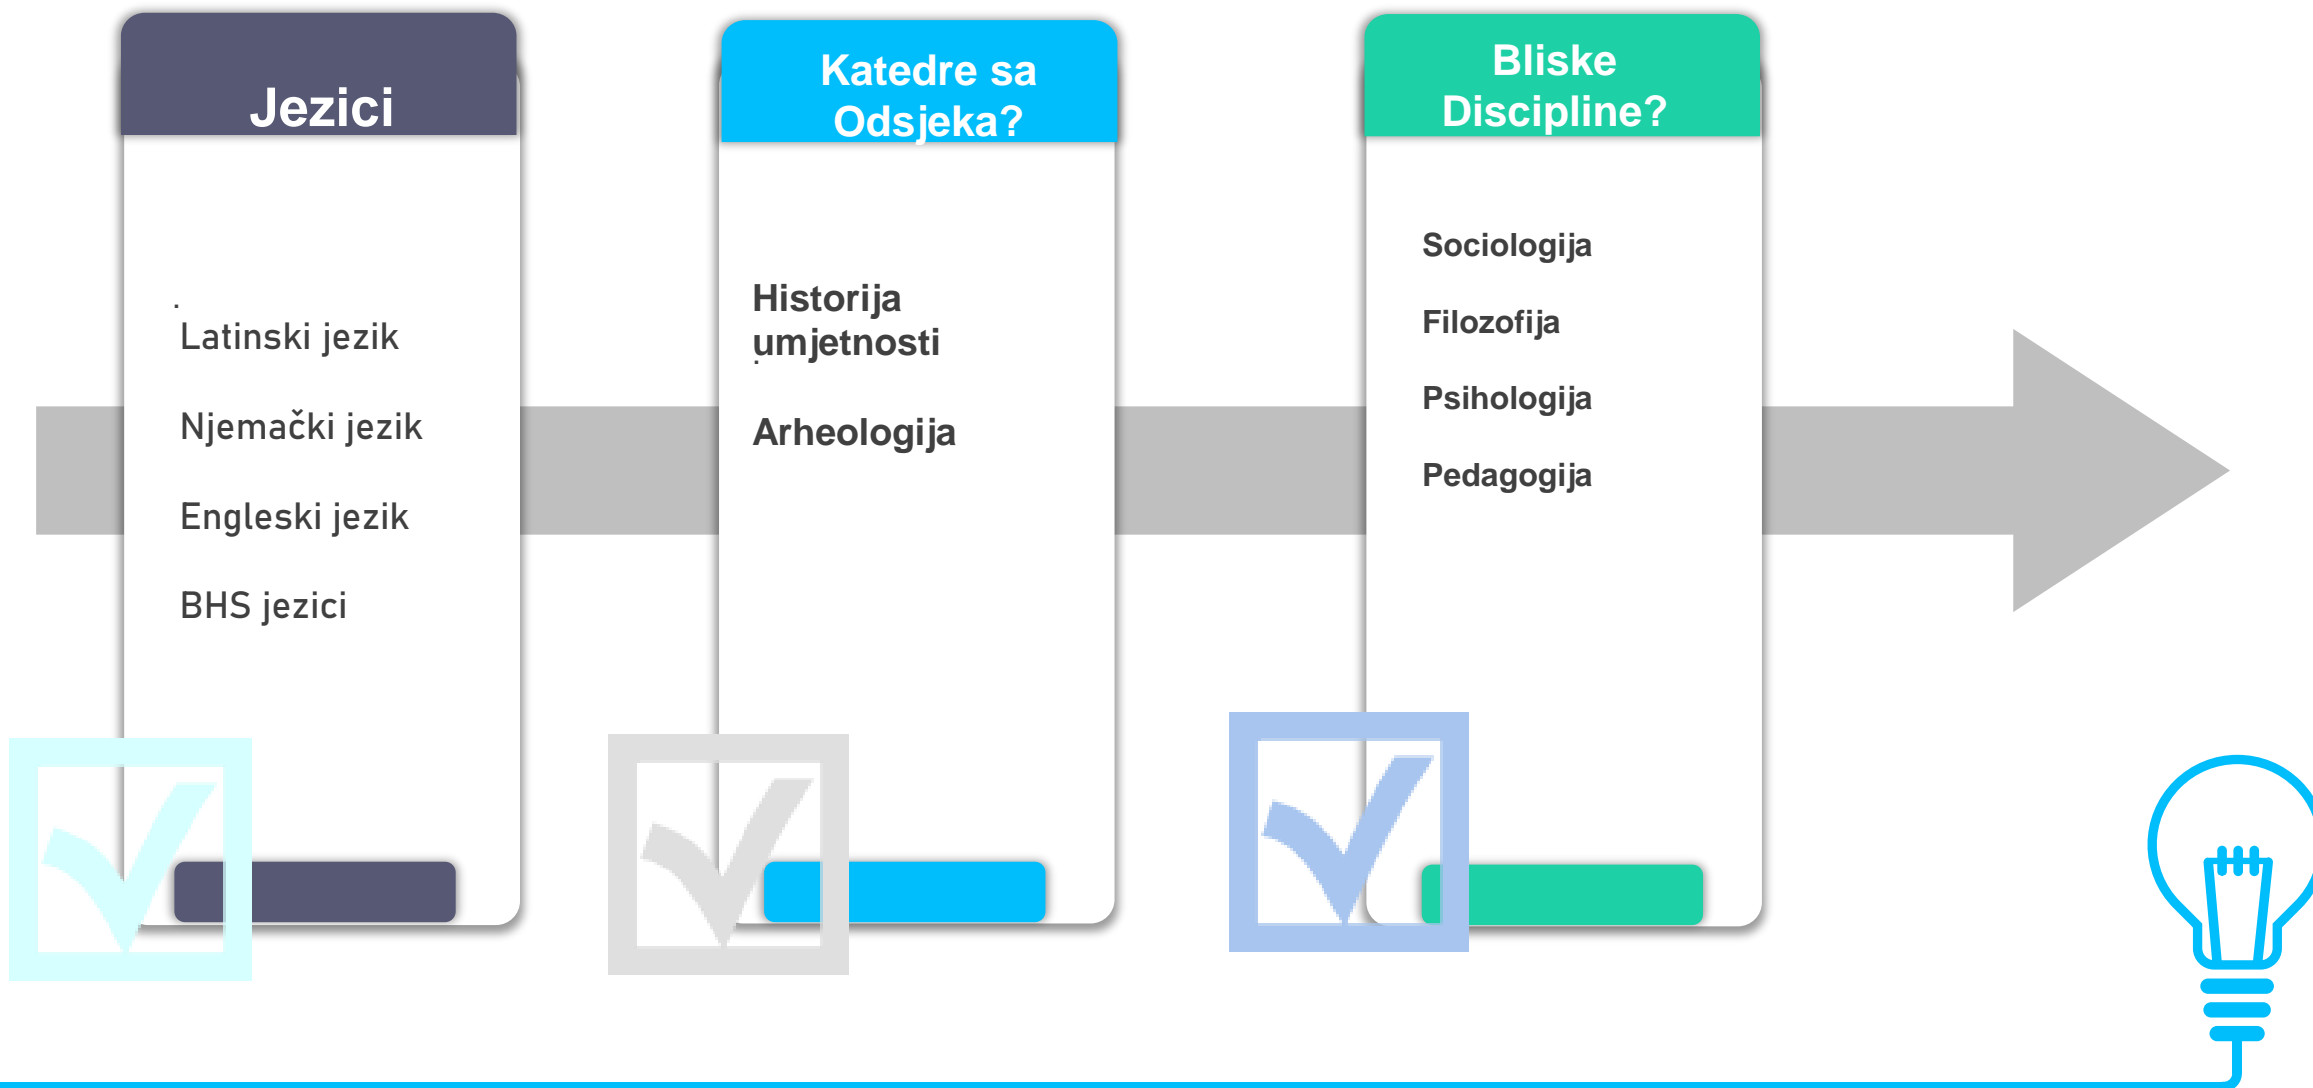 Jezici
.
Latinski jezik
Njemački jezik
Engleski jezik
BHS jezici
Katedre sa
Odsjeka?
Historija
umjetnosti
.
Arheologija
Bliske
Discipline?
Sociologija
Filozofija
Psihologija
Pedagogija